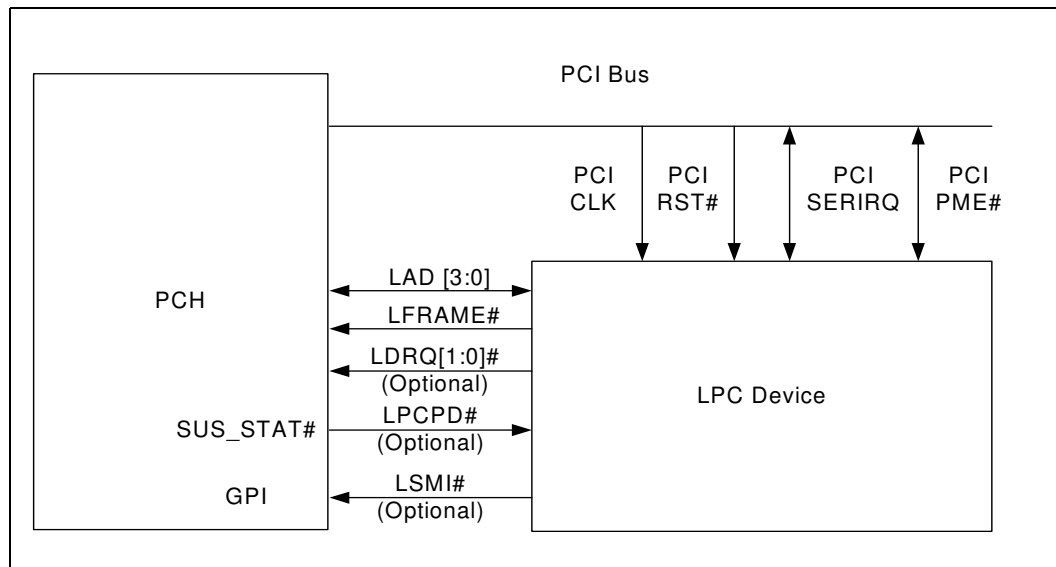 PCI Bus
PCI
CLK
PCI
RST#
PCI
SERIRQ
PCI
PME#
PCH
LAD [3:0]
LFRAME#
LDRQ[1:0]#
(Optional)
LPC Device
SUS_STAT#
LPCPD#
(Optional)
GPI
LSMI#
(Optional)